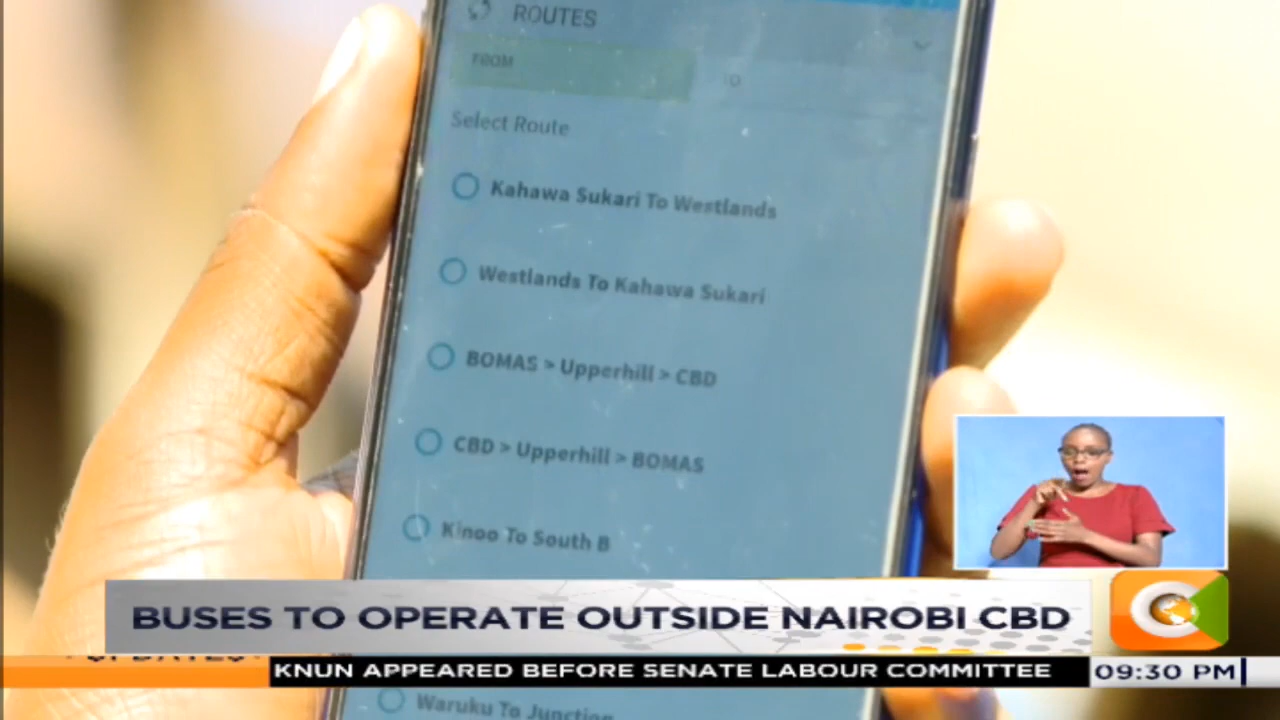 ROUTES
FROM
Select Route
Kahawa Sukari To Westlands
Westlands To Kahawa Sukari
BOMAS > Upperhill > CBD
CBD > Upperhill > BOMAS
Kinoo To South B
BUSES TO OPERATE OUTSIDE NAIROBI CBD
UPDATES
KNUN APPEARED BEFORE SENATE LABOUR COMMITTEE
09:30 PM
Waruku To Junction